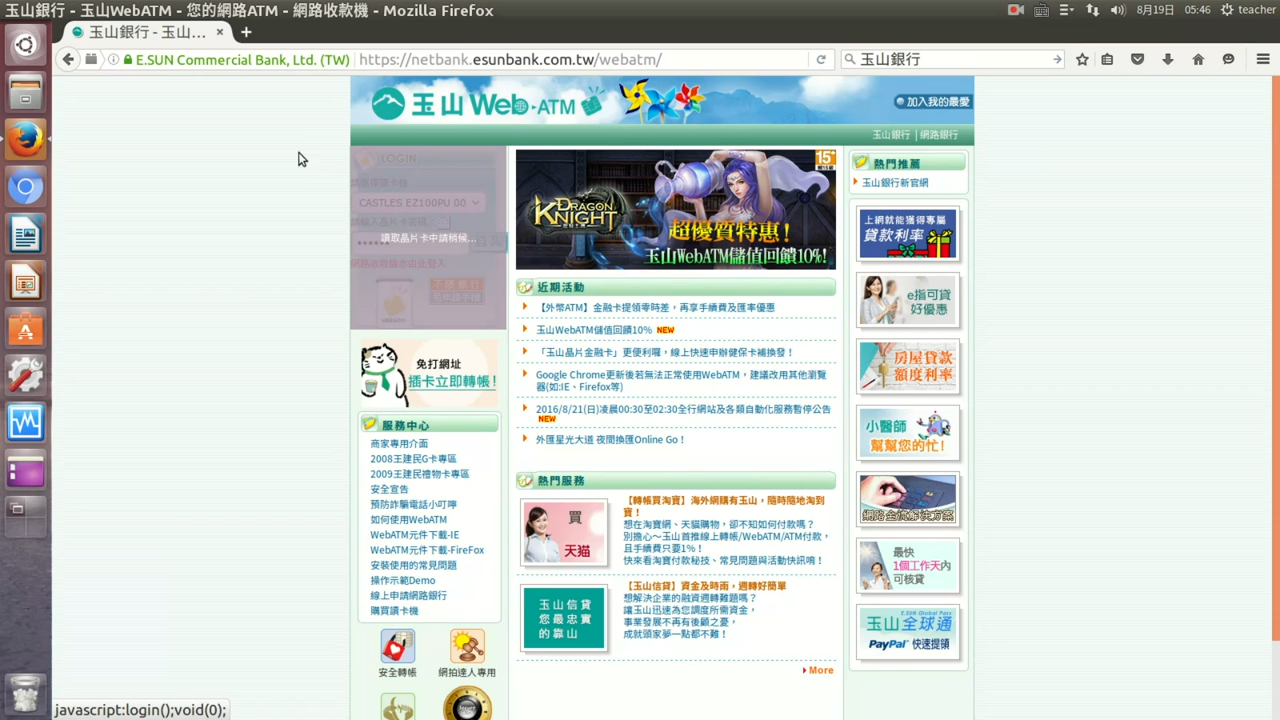 玉山銀行 - 玉山WebATM - 您的網路ATM - 網路收款機 - Mozilla Firefox
8月19日 05:46 teacher
玉山銀行 - 玉山…
E.SUN Commercial Bank, Ltd. (TW)
https://netbank.esunbank.com.tw/webatm/
玉山銀行
玉山 Web-ATM
加入我的最愛
玉山銀行 | 網路銀行
LOGIN
CASTLES EZ100PU 00
讀取晶片卡中請稍候...
免打網址
插卡立即轉帳!
服務中心
商家專用介面
2008王建民G卡專區
2009王建民禮物卡專區
安全宣告
預防詐騙電話小叮嚀
如何使用WebATM
WebATM元件下載-IE
WebATM元件下載-FireFox
安裝使用的常見問題
操作示範Demo
線上申請網路銀行
購買讀卡機
安全轉帳
網拍達人專用
DRAGON KNIGHT
15+
超優質特惠!
玉山WebATM儲值回饋10%!
近期活動
【外幣ATM】金融卡提領零時差，再享手續費及匯率優惠
玉山WebATM儲值回饋10% NEW
「玉山晶片金融卡」更便利囉，線上快速申辦健保卡補換發！
Google Chrome更新後若無法正常使用WebATM，建議改用其他瀏覽
器(如:IE、Firefox等)
2016/8/21(日)凌晨00:30至02:30全行網站及各類自動化服務暫停公告
NEW
外匯星光大道 夜間換匯Online Go！
熱門服務
買
天猫
【轉帳買淘寶】海外網購有玉山，隨時隨地淘到
寶！
想在淘寶網、天貓購物，卻不知如何付款嗎？
別擔心～玉山首推線上轉帳/WebATM/ATM付款，
且手續費只要1%！
快來看淘寶付款秘技、常見問題與活動快訊唷！
玉山信貸
您最忠實
的靠山
【玉山信貸】資金及時雨，週轉好簡單
想解決企業的融資週轉難題嗎？
讓玉山迅速為您調度所需資金，
事業發展不再有後顧之憂，
成就頭家夢一點都不難！
More
熱門推薦
玉山銀行新官網
上網就能獲得專屬
貸款利率
e指可貸
好優惠
房屋貸款
額度利率
小醫師
幫幫您的忙!
網路金流解決方案
最快
1個工作天內
可核貸
E.SUN Global Pass
玉山全球通
PayPal 快速提領
javascript:login();void(0);